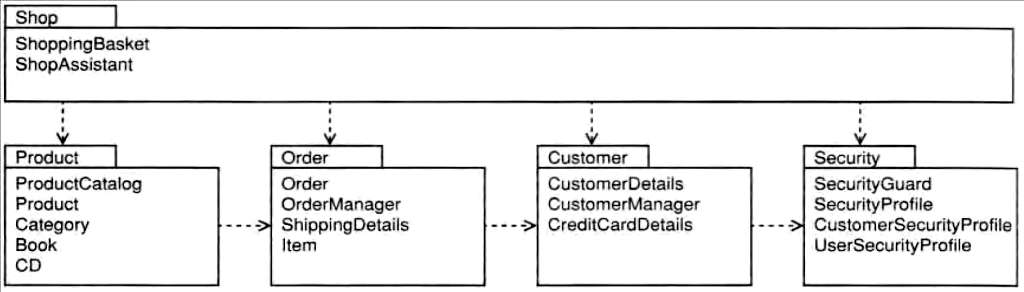 Shop
ShoppingBasket
ShopAssistant
Product
ProductCatalog
Product
Category
Book
CD
Order
Order
OrderManager
ShippingDetails
Item
Customer
CustomerDetails
CustomerManager
CreditCardDetails
Security
SecurityGuard
SecurityProfile
CustomerSecurityProfile
UserSecurityProfile